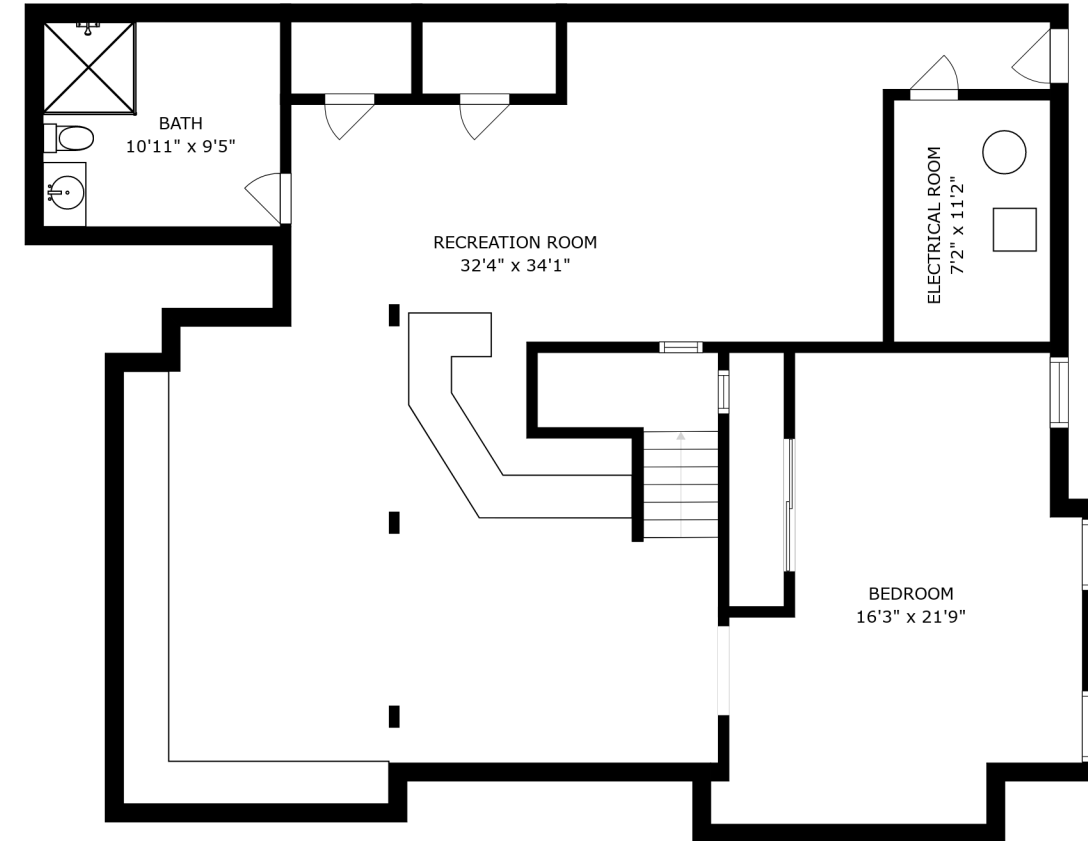 BATH
10'11" x 9'5"
RECREATION ROOM
32'4" x 34'1"
ELECTRICAL ROOM
7'2" x 11'2"
BEDROOM
16'3" x 21'9"